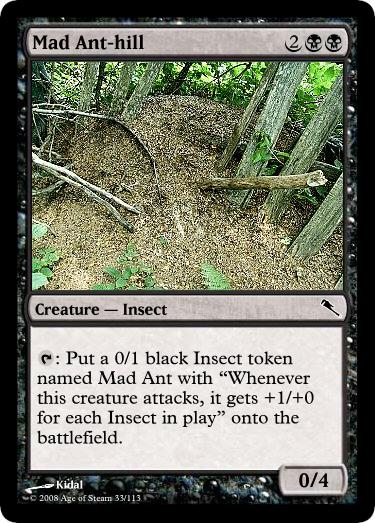 Mad Ant-hill 2
Creature — Insect
: Put a 0/1 black Insect token
named Mad Ant with “Whenever
this creature attacks, it gets +1/+0
for each Insect in play” onto the
battlefield.
Kidal
© 2008 Age of Steam 33/113
0/4